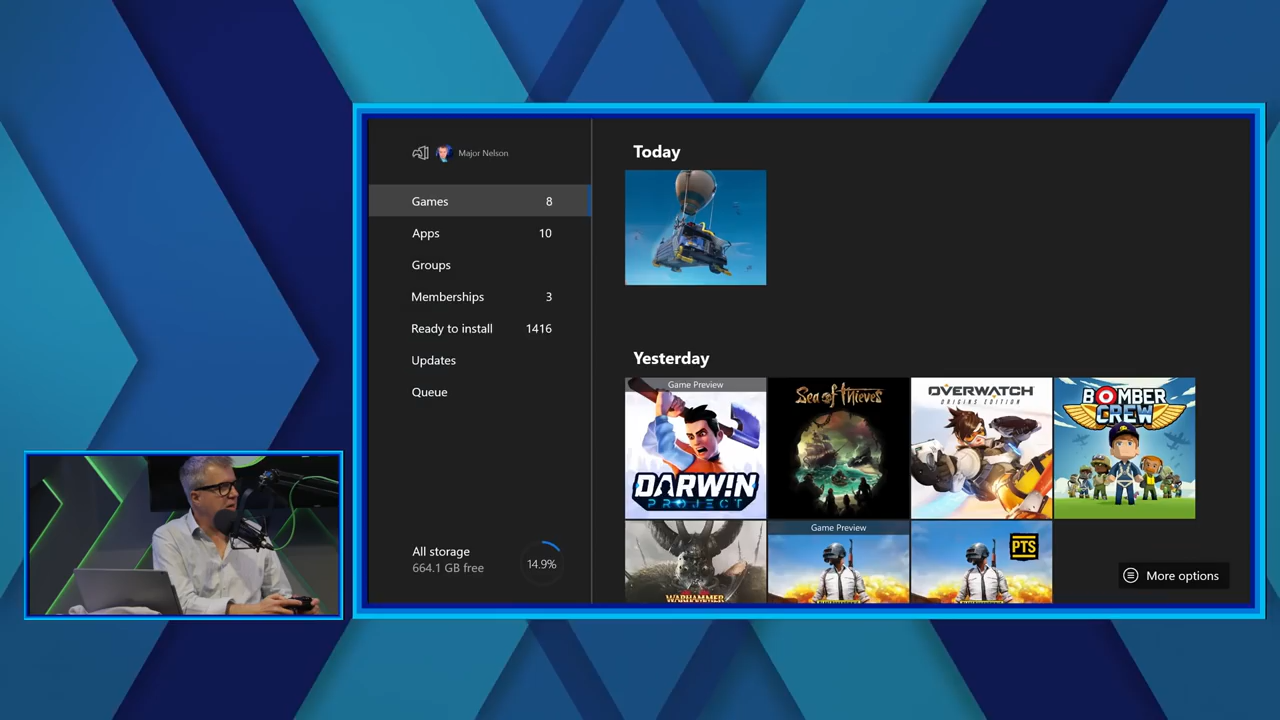 Major Nelson
Games 8
Apps 10
Groups
Memberships 3
Ready to install 1416
Updates
Queue
All storage
664.1 GB free
14.9%
Today
Yesterday
Game Preview
DARWIN
PROJECT
Sea of Thieves
OVERWATCH
ORIGINS EDITION
BOMBER
CREW
WARHAMMER
Game Preview
PTS
More options